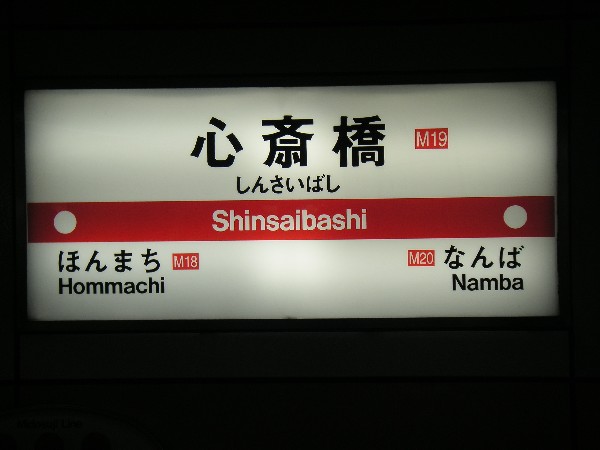 心斎橋 M19
しんさいばし
Shinsaibashi
ほんまち M18
Hommachi
M20 なんば
Namba